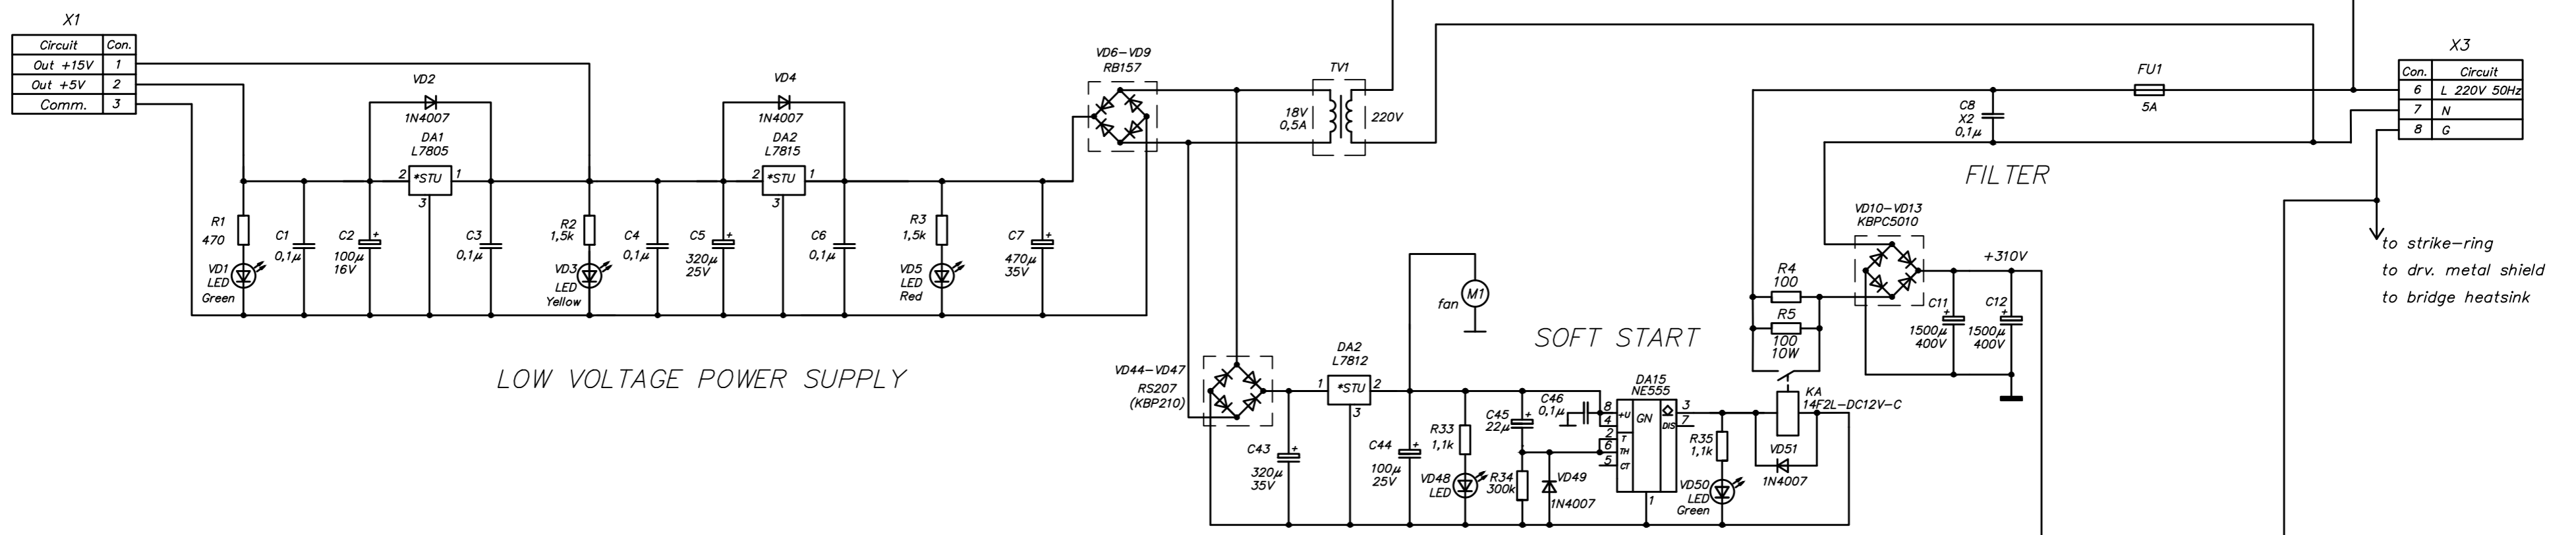 X1
Circuit Con.
Out +15V 1
Out +5V 2
Comm. 3
VD2
1N4007
DA1
L7805
2 *STU 1
3
VD4
1N4007
DA2
L7815
2 *STU 1
3
R1
470
VD1
LED
Green
C1
0,1μ
C2
+
100μ
16V
C3
0,1μ
R2
1,5k
VD3
LED
Yellow
C4
0,1μ
C5
+
320μ
25V
C6
0,1μ
R3
1,5k
VD5
LED
Red
C7
+
470μ
35V
LOW VOLTAGE POWER SUPPLY
VD6-VD9
RB157
TV1
18V
0,5A
220V
VD44-VD47
RS207
(KBP210)
C43
+
320μ
35V
DA2
L7812
1 *STU 2
3
fan
M1
C44
+
100μ
25V
R33
1,1k
VD48
LED
SOFT START
C45
+
22μ
C46
0,1μ
R34
300k
VD49
1N4007
DA15
NE555
8 +U GN 3
4 DIS 7
2 T
6 TH
5 CT
1
R35
1,1k
VD50
LED
Green
KA
14F2L-DC12V-C
VD51
1N4007
R4
100
R5
100
10W
VD10-VD13
KBPC5010
+310V
C11
+
1500μ
400V
C12
+
1500μ
400V
FILTER
C8
X2
0,1μ
FU1
5A
X3
Con. Circuit
6 L 220V 50Hz
7 N
8 G
to strike-ring
to drv. metal shield
to bridge heatsink